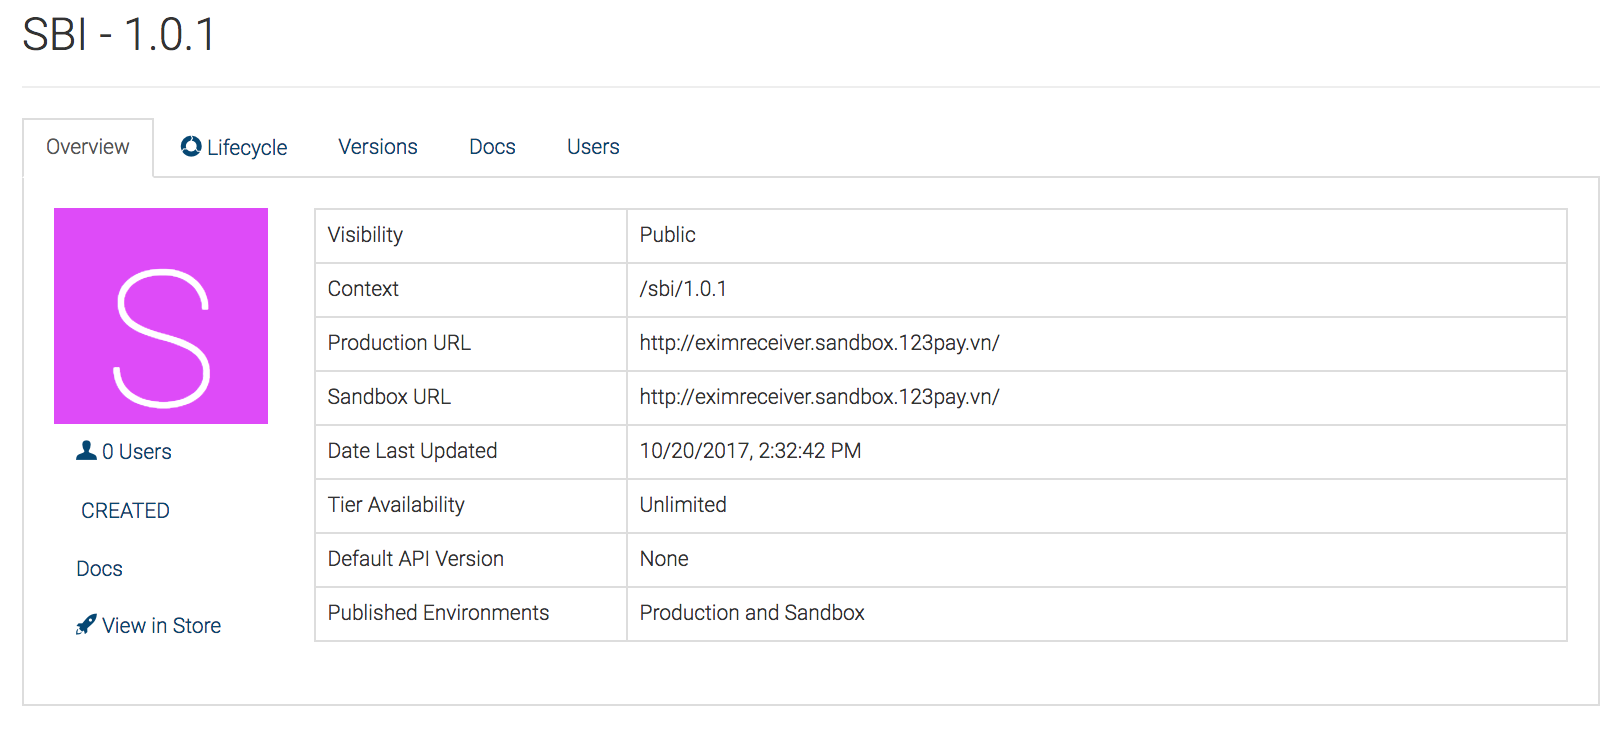 SBI - 1.0.1
Overview Lifecycle Versions Docs Users
S
0 Users
CREATED
Docs
View in Store
Visibility Public
Context /sbi/1.0.1
Production URL http://eximreceiver.sandbox.123pay.vn/
Sandbox URL http://eximreceiver.sandbox.123pay.vn/
Date Last Updated 10/20/2017, 2:32:42 PM
Tier Availability Unlimited
Default API Version None
Published Environments Production and Sandbox